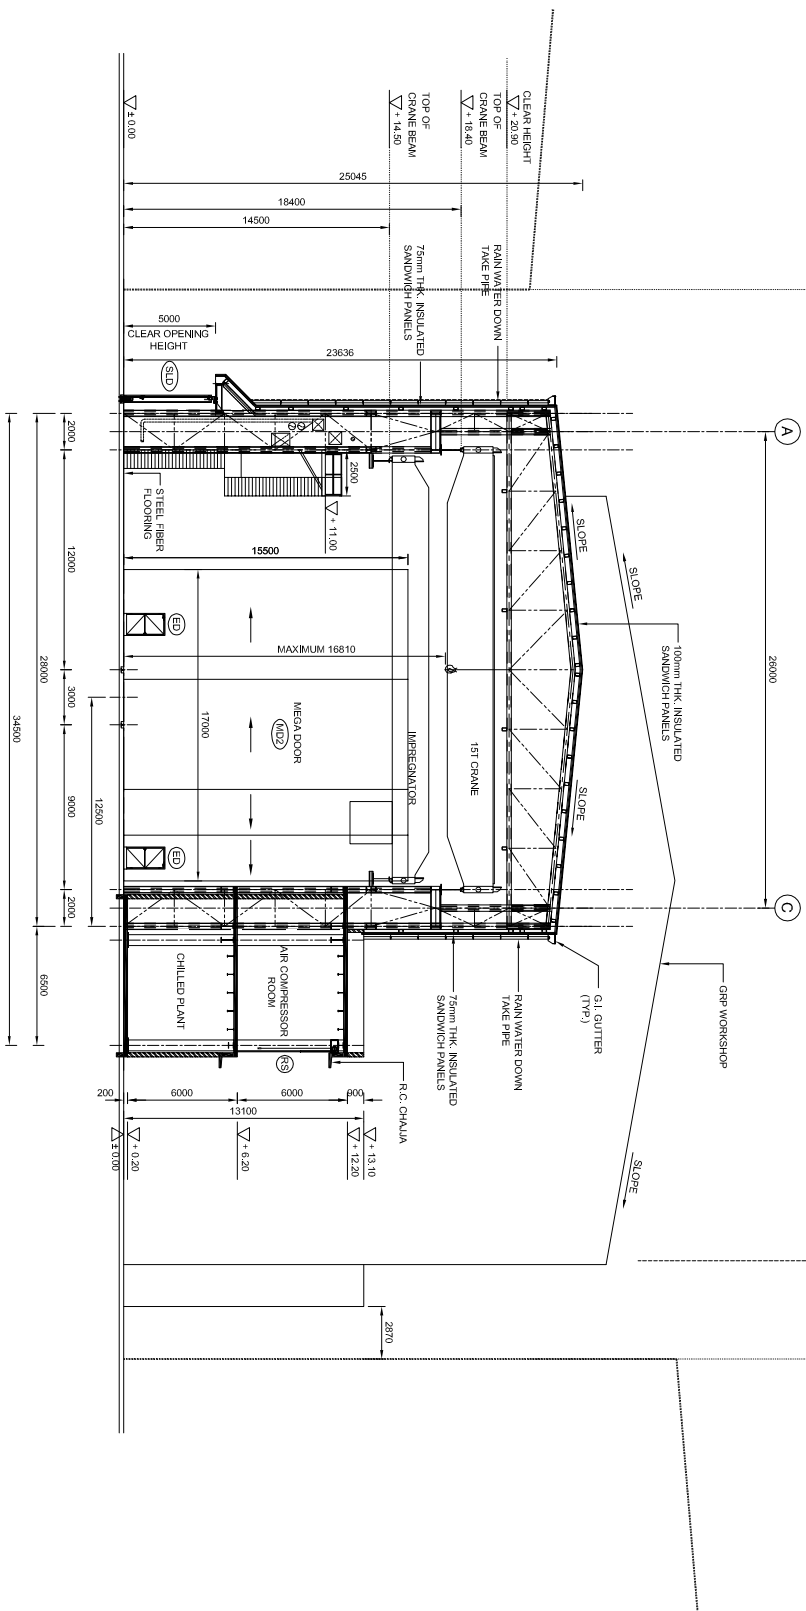 A
C
26000
GRP WORKSHOP
SLOPE
SLOPE
SLOPE
SLOPE
100mm THK. INSULATED
SANDWICH PANELS
G.I. GUTTER
(TYP.)
CLEAR HEIGHT
+ 20.90
TOP OF
CRANE BEAM
+ 18.40
TOP OF
CRANE BEAM
+ 14.50
± 0.00
25045
18400
14500
RAIN WATER DOWN
TAKE PIPE
75mm THK. INSULATED
SANDWICH PANELS
23636
5000
CLEAR OPENING
HEIGHT
SLD
15T CRANE
RAIN WATER DOWN
TAKE PIPE
75mm THK. INSULATED
SANDWICH PANELS
2500
+ 11.00
IMPREGNATOR
15500
MAXIMUM 16810
MEGA DOOR
MD2
17000
STEEL FIBER
FLOORING
ED
ED
AIR COMPRESSOR
ROOM
CHILLED PLANT
RS
R.C. CHAJJA
900
6000
6000
200
13100
+ 13.10
+ 12.20
+ 6.20
+ 0.20
± 0.00
2870
12500
2000
12000
3000
9000
2000
28000
6500
34500